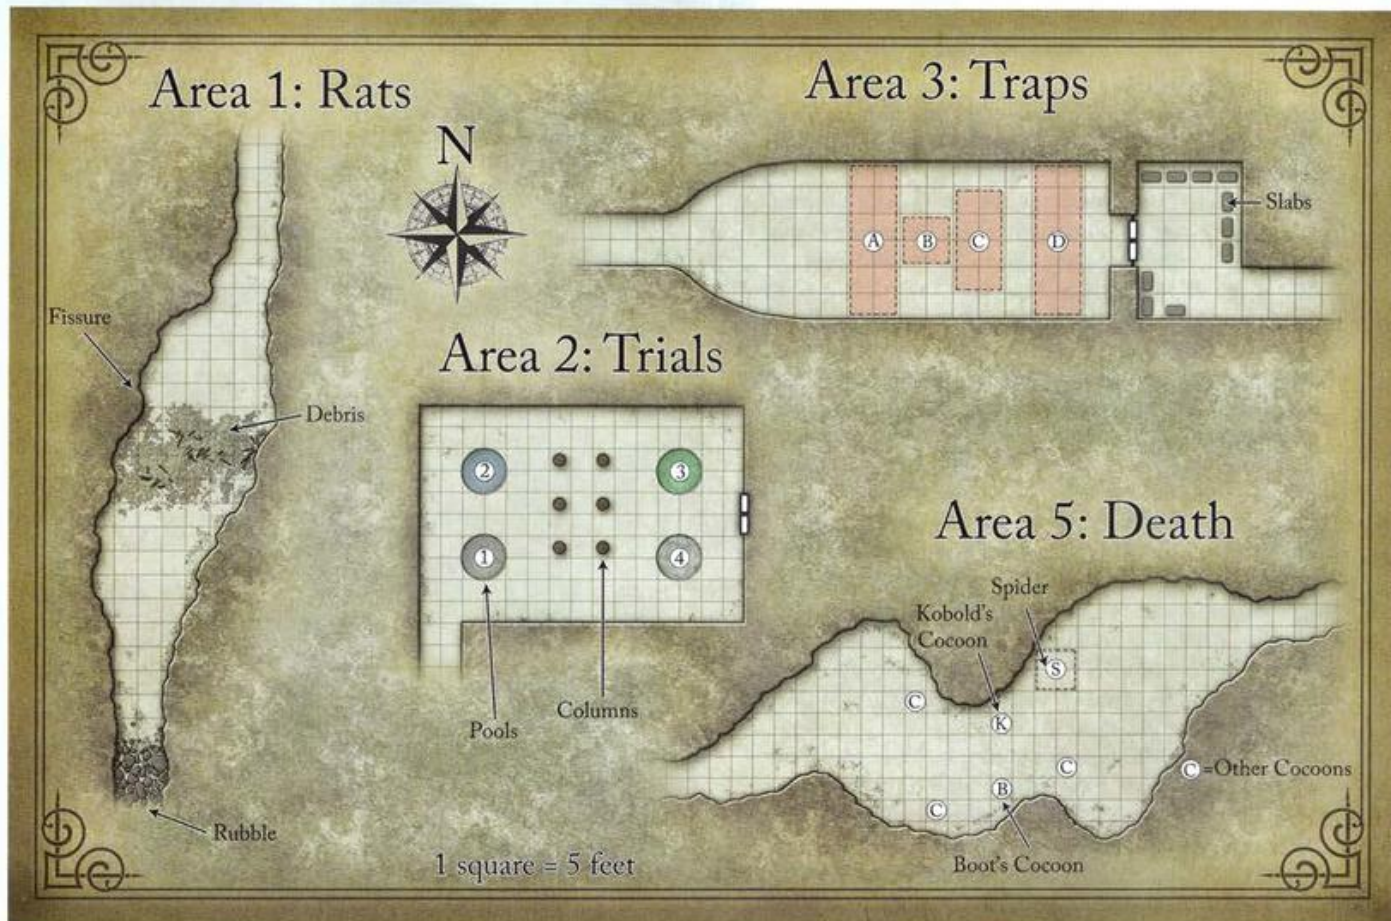 Area 1: Rats
Area 3: Traps
N
Slabs
A
B
C
D
Fissure
Area 2: Trials
Debris
2
3
1
4
Area 5: Death
Spider
Kobold's
Cocoon
S
C
K
Columns
Pools
C
C=Other Cocoons
B
C
Rubble
1 square = 5 feet
Boot's Cocoon